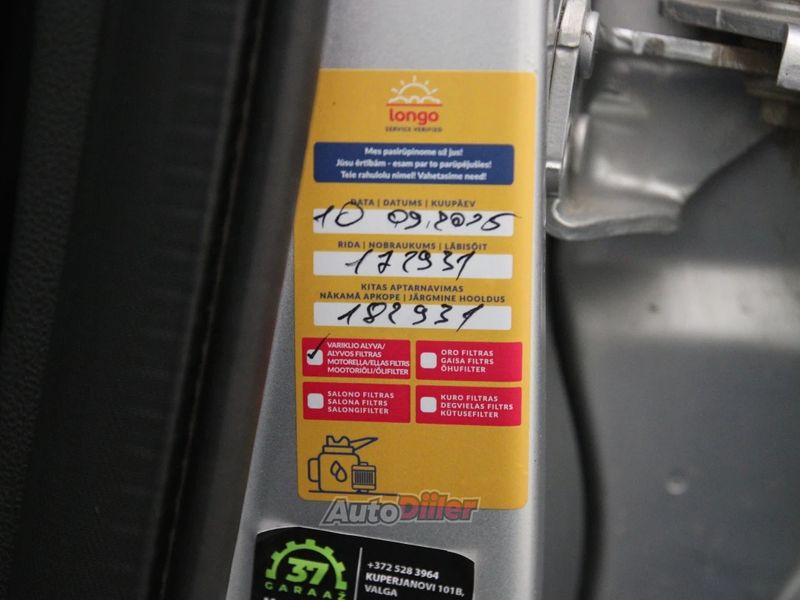 longo
SERVICE VERIFIED
Mes pasirūpinome už jus!
Jūsu ērtībām - esam par to parūpējušies!
Teie rahulolu nimel! Vahetasime need!
DATA | DATUMS | KUUPÄEV
10 09.2025
RIDA | NOBRAUKUMS | LÄBISÕIT
172931
KITAS APTARNAVIMAS
NĀKAMĀ APKOPE | JÄRGMINE HOOLDUS
182931
VARIKLIO ALYVA/
ALYVOS FILTRAS
MOTOREĻĻA/EĻĻAS FILTRS
MOOTORIÕLI/ÕLIFILTER
ORO FILTRAS
GAISA FILTRS
ÕHUFILTER
SALONO FILTRAS
SALONA FILTRS
SALONGIFILTER
KURO FILTRAS
DEGVIELAS FILTRS
KÜTUSEFILTER
AutoDiiler
37
GARAAŽ
+372 528 3964
KUPERJANOVI 101B,
VALGA